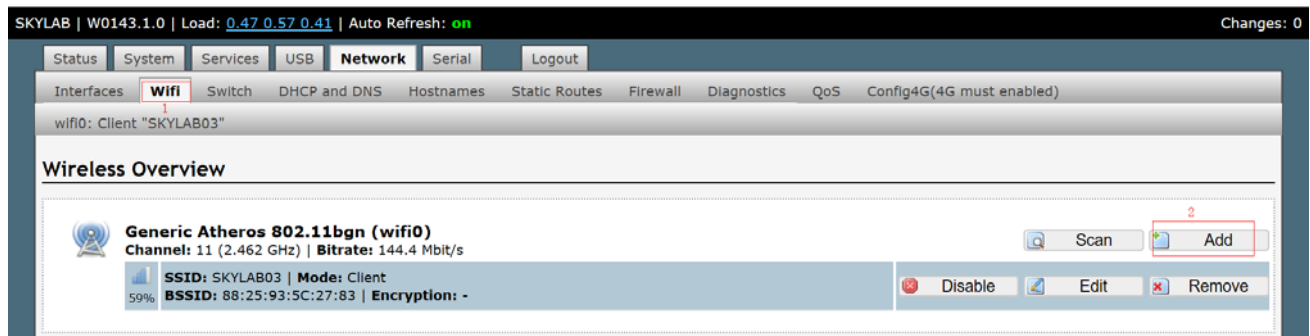 SKYLAB | W0143.1.0 | Load: 0.47 0.57 0.41 | Auto Refresh: on Changes: 0
Status System Services USB Network Serial Logout
Interfaces Wifi Switch DHCP and DNS Hostnames Static Routes Firewall Diagnostics QoS Config4G(4G must enabled)
1
wifi0: Client "SKYLAB03"
Wireless Overview
2
Generic Atheros 802.11bgn (wifi0)
Channel: 11 (2.462 GHz) | Bitrate: 144.4 Mbit/s
Scan Add
SSID: SKYLAB03 | Mode: Client
59% BSSID: 88:25:93:5C:27:83 | Encryption: -
Disable Edit Remove